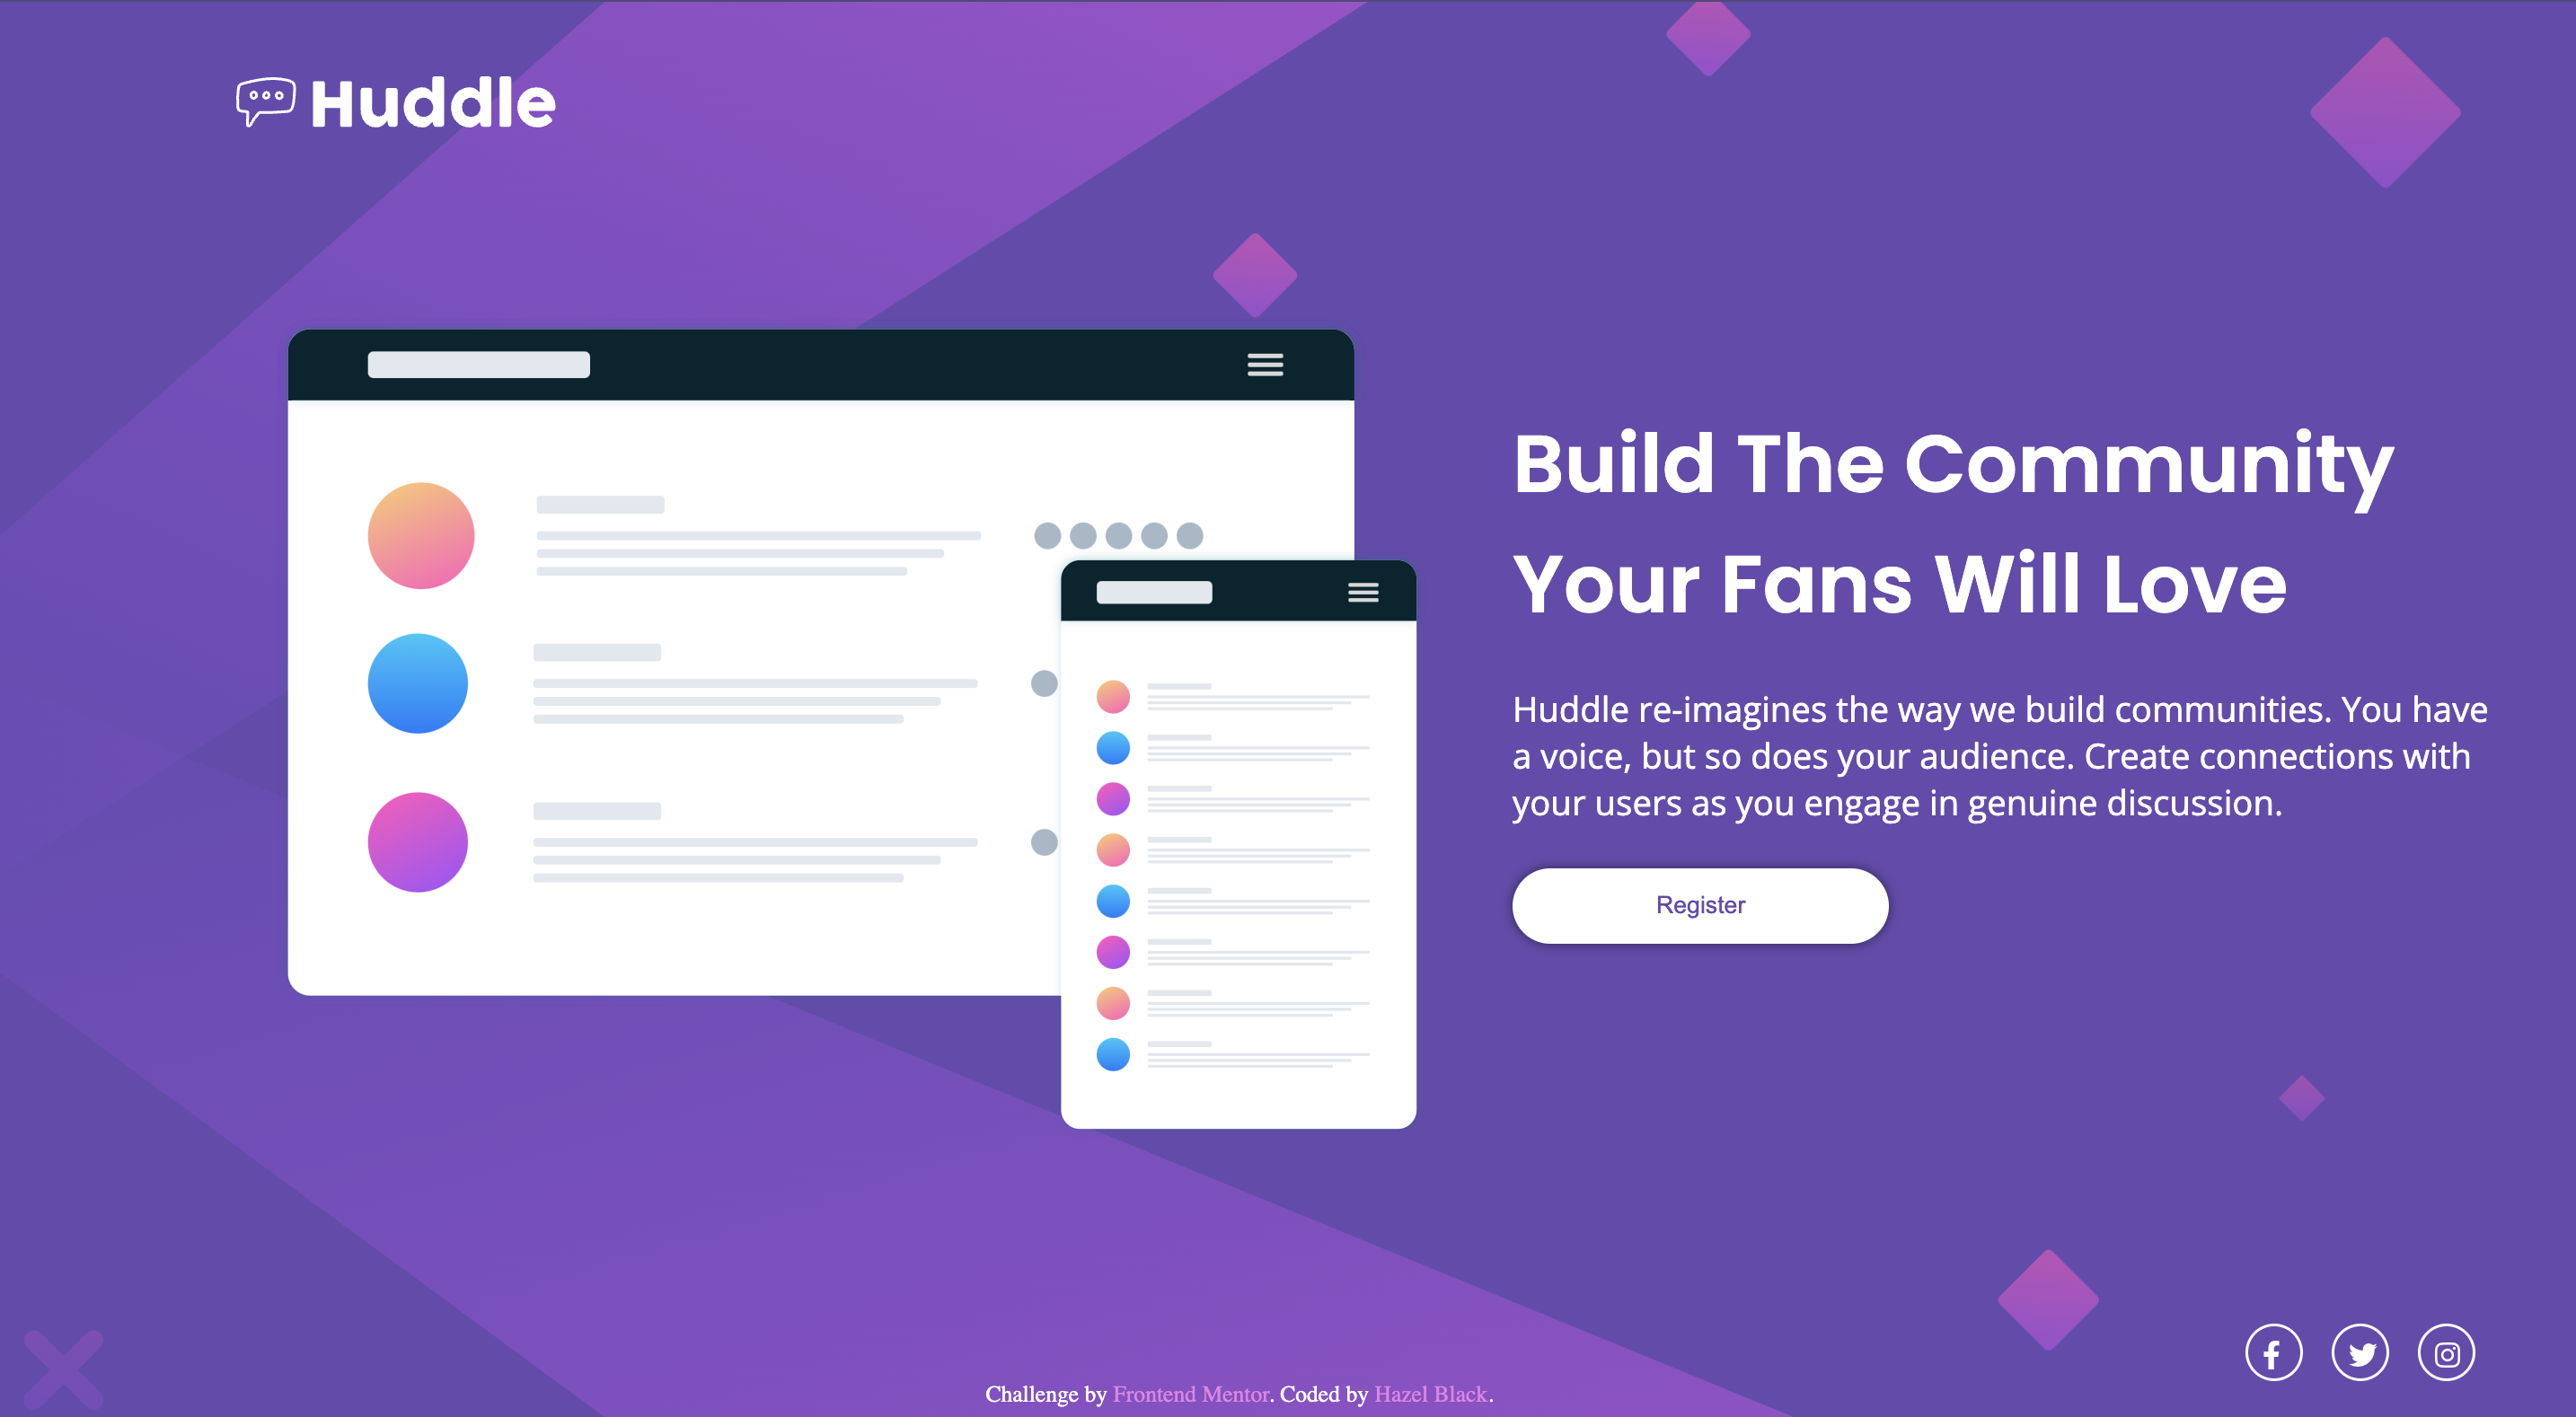 Huddle
Build The Community
Your Fans Will Love
Huddle re-imagines the way we build communities. You have
a voice, but so does your audience. Create connections with
your users as you engage in genuine discussion.
Register
Challenge by Frontend Mentor. Coded by Hazel Black.